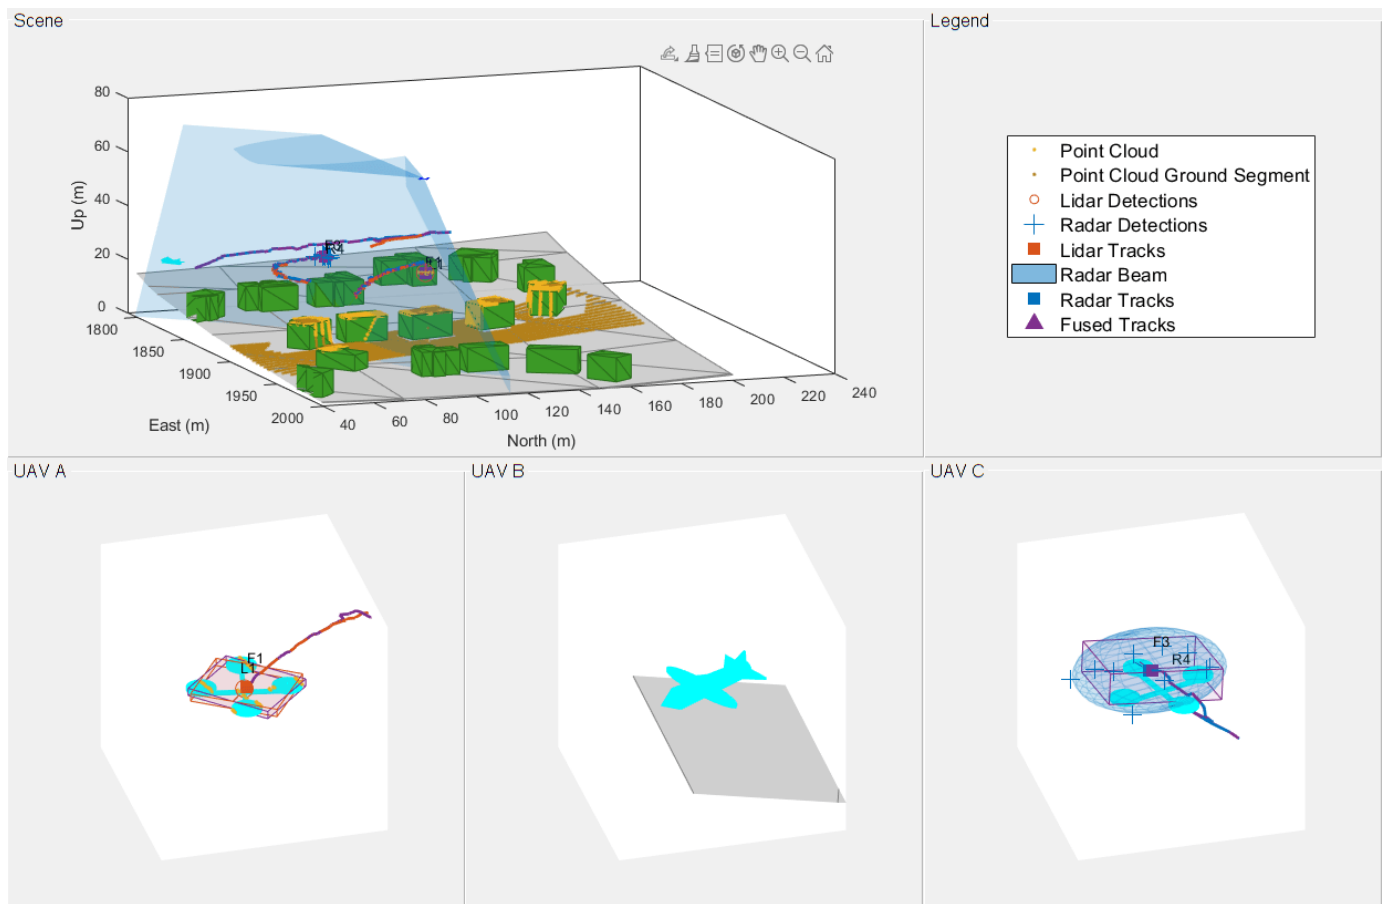 Scene
Legend
80
60
40
20
0
Up (m)
1800
1850
1900
1950
2000
East (m)
40
60
80
100
120
140
160
180
200
220
240
North (m)
R4
Point Cloud
Point Cloud Ground Segment
Lidar Detections
Radar Detections
Lidar Tracks
Radar Beam
Radar Tracks
Fused Tracks
UAV A
UAV B
UAV C
F1
L1
F3
R4